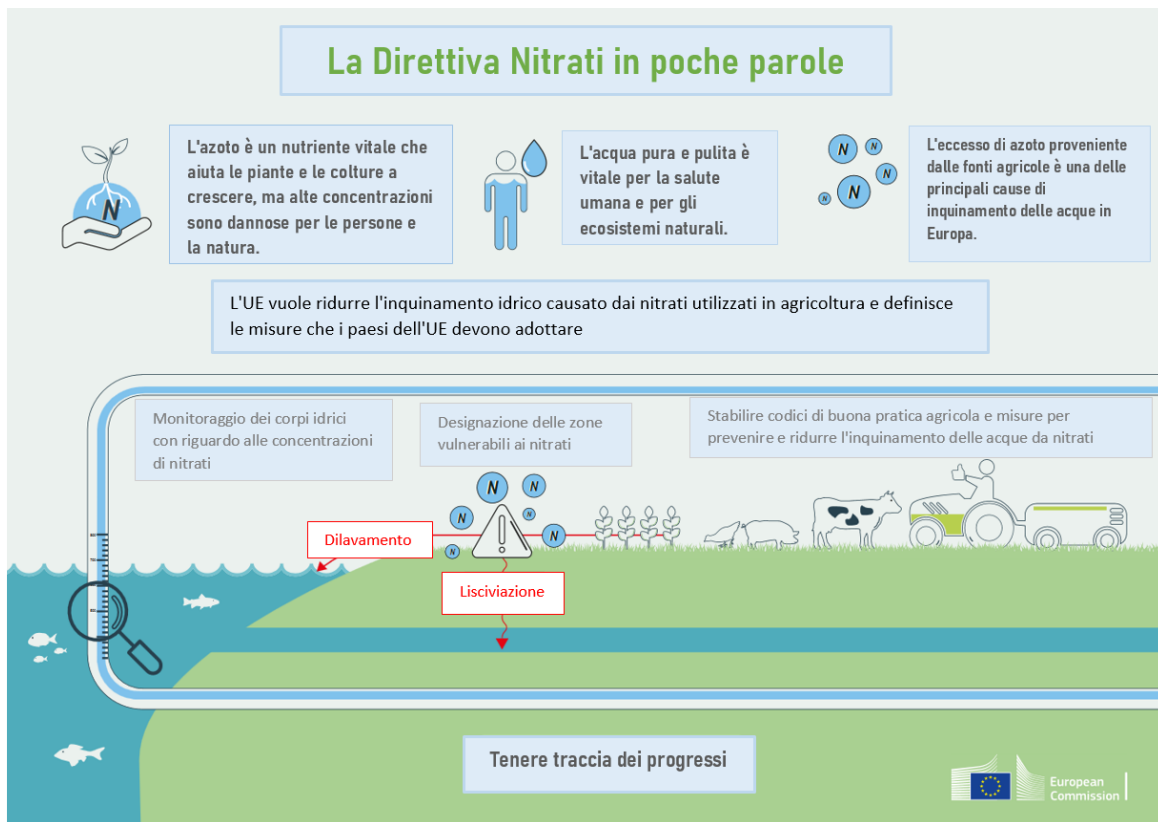 La Direttiva Nitrati in poche parole
L'azoto è un nutriente vitale che
aiuta le piante e le colture a
crescere, ma alte concentrazioni
sono dannose per le persone e
la natura.
N
L'acqua pura e pulita è
vitale per la salute
umana e per gli
ecosistemi naturali.
N
N
N
N
N
L'eccesso di azoto proveniente
dalle fonti agricole è una delle
principali cause di
inquinamento delle acque in
Europa.
L'UE vuole ridurre l'inquinamento idrico causato dai nitrati utilizzati in agricoltura e definisce
le misure che i paesi dell'UE devono adottare
Monitoraggio dei corpi idrici
con riguardo alle concentrazioni
di nitrati
Designazione delle zone
vulnerabili ai nitrati
Stabilire codici di buona pratica agricola e misure per
prevenire e ridurre l'inquinamento delle acque da nitrati
N
N
N
N
N
N
Dilavamento
Lisciviazione
Tenere traccia dei progressi
European
Commission